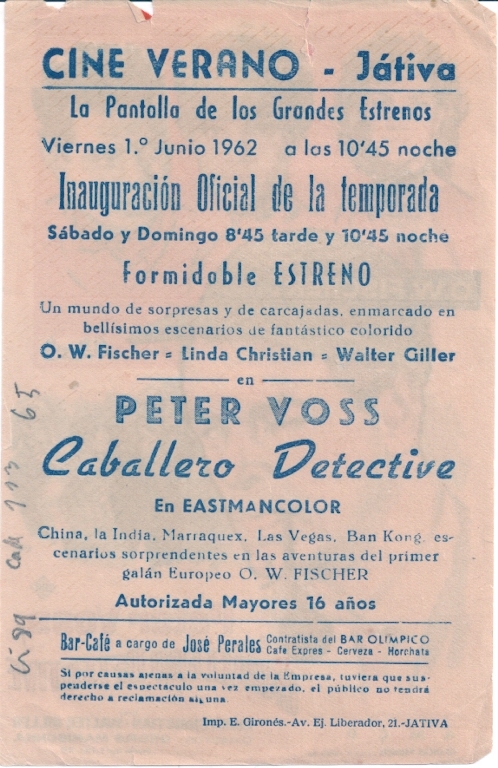 CINE VERANO - Játiva
La Pantalla de los Grandes Estrenos
Viernes 1.º Junio 1962 a las 10'45 noche
Inauguración Oficial de la temporada
Sábado y Domingo 8'45 tarde y 10'45 noche
Formidable ESTRENO
Un mundo de sorpresas y de carcajadas, enmarcado en
bellísimos escenarios de fantástico colorido
O. W. Fischer = Linda Christian = Walter Giller
en
PETER VOSS
Caballero Detective
En EASTMANCOLOR
China, la India, Marraquex, Las Vegas, Ban Kong, es-
cenarios sorprendentes en las aventuras del primer
galán Europeo O. W. FISCHER
Autorizada Mayores 16 años
Bar-Café a cargo de José Perales Contratista del BAR OLIMPICO
Cafe Expres - Cerveza - Horchata
Si por causas ajenas a la voluntad de la Empresa, tuviera que sus-
penderse el espectaculo una vez empezado, el público no tendrá
derecho a reclamación alguna.
Imp. E. Gironés.-Av. Ej. Liberador, 21.-JATIVA
65